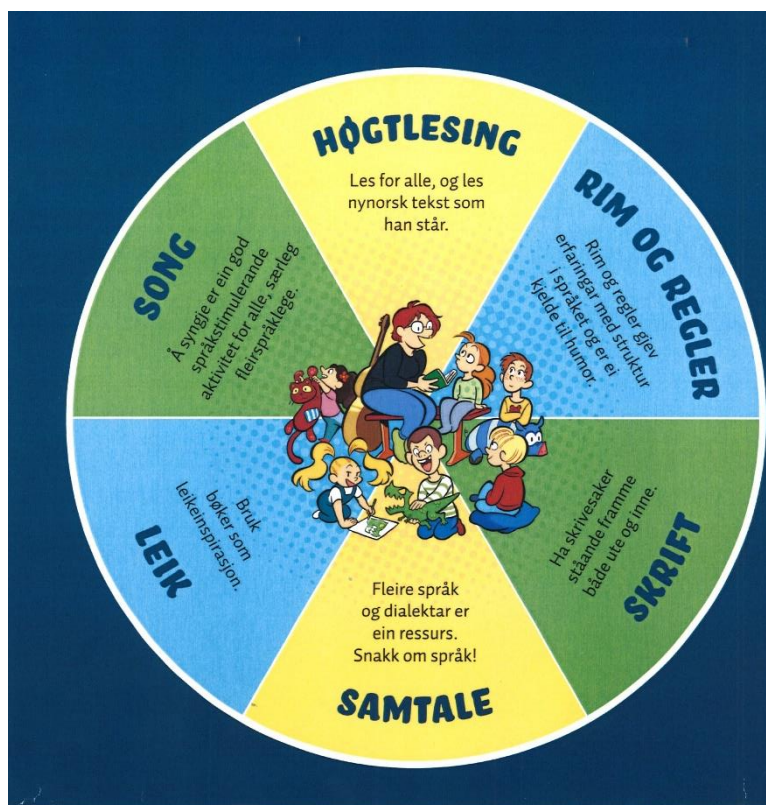 HØGTLESING
Les for alle, og les
nynorsk tekst som
han står.
RIM OG REGLER
Rim og regler gjev
erfaringar med struktur
i språket og er ei
kjelde til humor.
SKRIFT
Ha skrivesaker
ståande framme
både ute og inne.
SAMTALE
Fleire språk
og dialektar er
ein ressurs.
Snakk om språk!
LEIK
Bruk
bøker som
leikeinspirasjon.
SONG
Å syngje er ein god
språkstimulerande
aktivitet for alle, særleg
fleirspråklege.